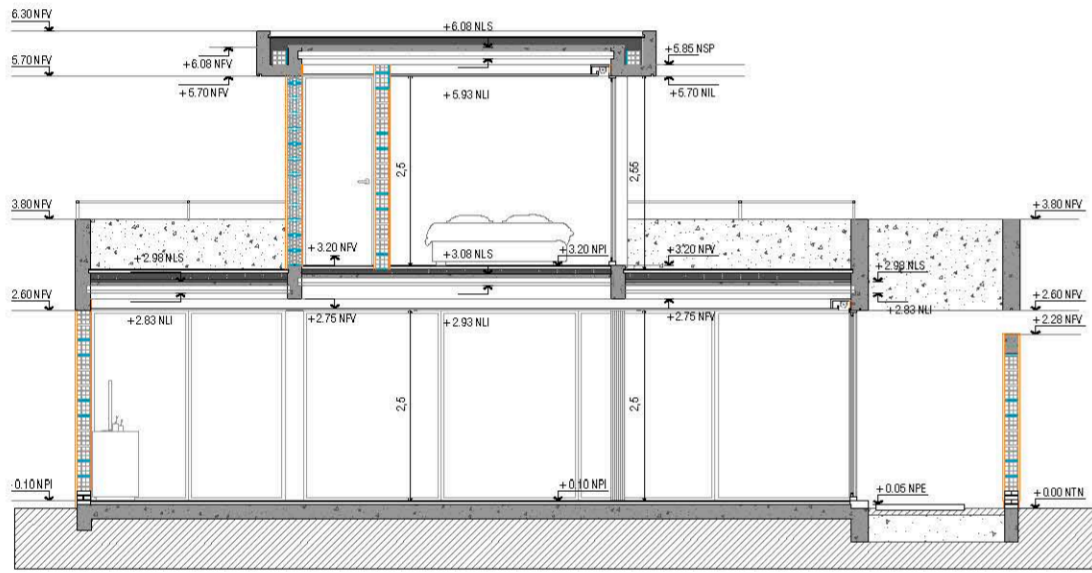 6.30 NFV
+6.08 NLS
+6.08 NFV
+5.85 NSP
5.70 NFV
+5.70 NFV
+5.93 NLI
+5.70 NIL
2,5
2,55
3.80 NFV
+3.80 NFV
+3.20 NFV
+3.08 NLS
+3.20 NPI
+3.20 NFV
+2.98 NLS
+2.98 NLS
2.60 NFV
+2.60 NFV
+2.83 NLI
+2.75 NFV
+2.93 NLI
+2.75 NFV
+2.83 NLI
+2.28 NFV
2,5
2,5
0.10 NPI
+0.10 NPI
+0.05 NPE
+0.00 NTN